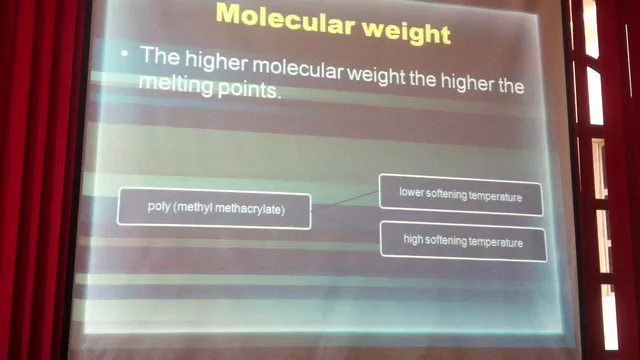 Molecular weight
• The higher molecular weight the higher the
melting points.
poly (methyl methacrylate)
lower softening temperature
high softening temperature